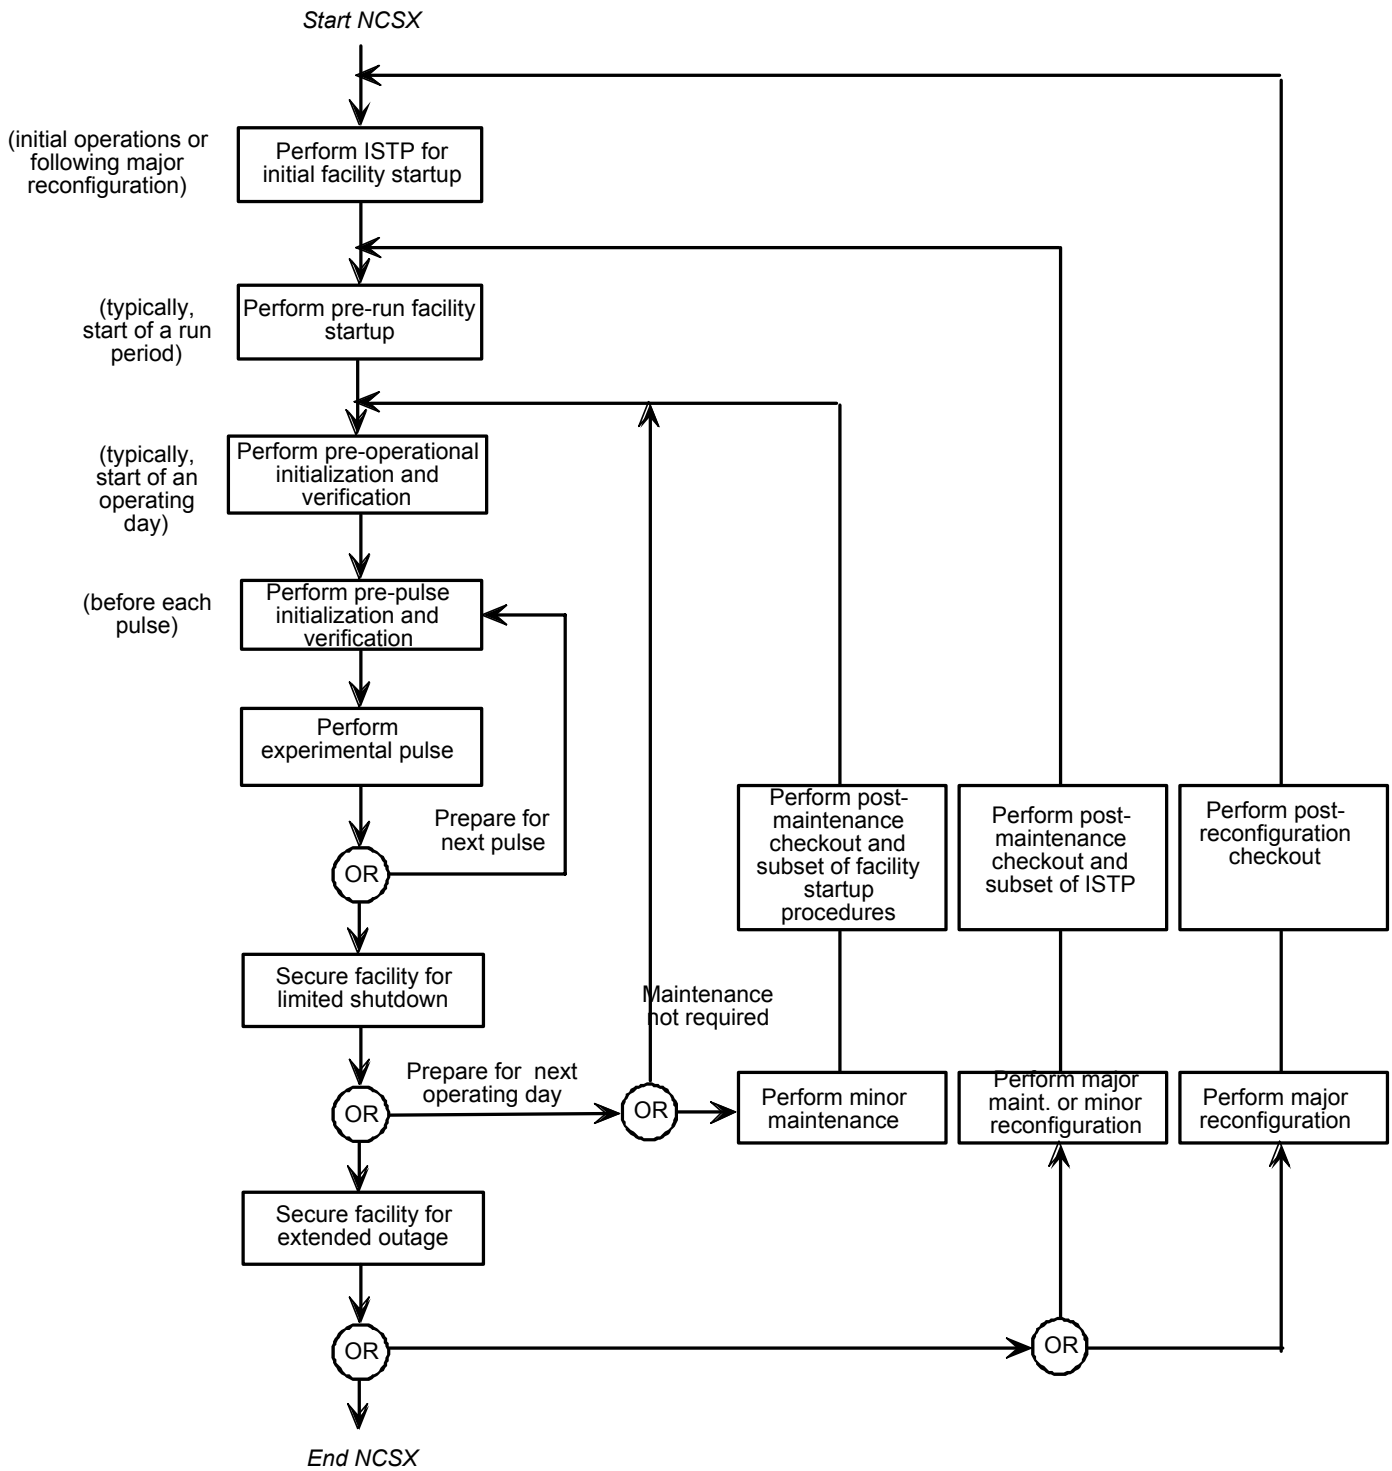 Start NCSX
(initial operations or
following major
reconfiguration)
Perform ISTP for
initial facility startup
(typically,
start of a run
period)
Perform pre-run facility
startup
(typically,
start of an
operating
day)
Perform pre-operational
initialization and
verification
(before each
pulse)
Perform pre-pulse
initialization and
verification
Perform
experimental pulse
Prepare for
next pulse
OR
Perform post-
maintenance
checkout and
subset of facility
startup
procedures
Perform post-
maintenance
checkout and
subset of ISTP
Perform post-
reconfiguration
checkout
Secure facility for
limited shutdown
Maintenance
not required
Prepare for  next
operating day
OR
OR
Perform minor
maintenance
Perform major
maint. or minor
reconfiguration
Perform major
reconfiguration
Secure facility for
extended outage
OR
OR
End NCSX